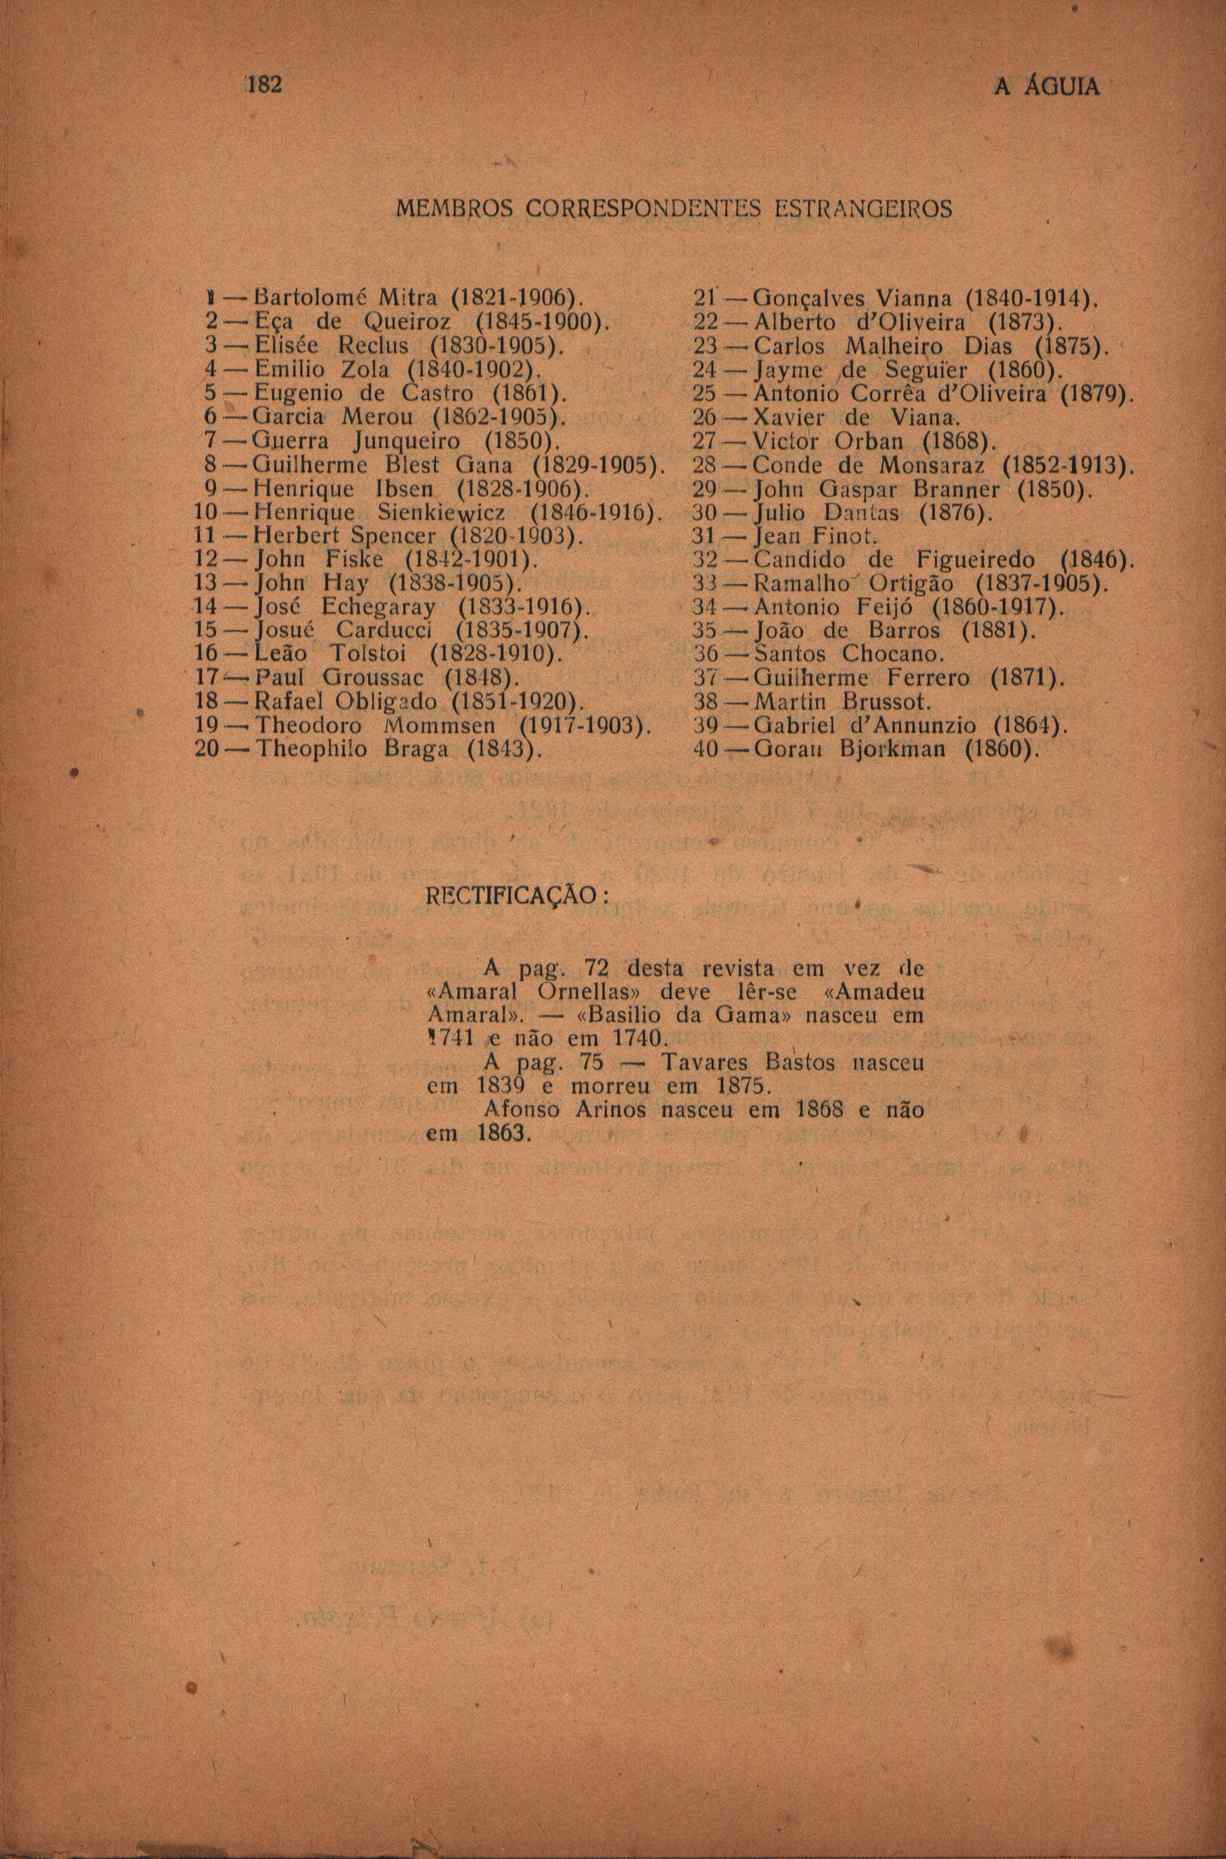 182
A ÁGUIA
MEMBROS CORRESPONDENTES ESTRANGEIROS
1 — Bartolomé Mitra (1821-1906).
2 — Eça de Queiroz (1845-1900).
3 — Elisée Reclus (1830-1905).
4 — Emilio Zola (1840-1902).
5 — Eugenio de Castro (1861).
6 — Garcia Merou (1862-1905).
7 — Guerra Junqueiro (1850).
8 — Guilherme Blest Gana (1829-1905).
9 — Henrique Ibsen (1828-1906).
10 — Henrique Sienkiewicz (1846-1916).
11 — Herbert Spencer (1820-1903).
12 — John Fiske (1842-1901).
13 — John Hay (1838-1905).
14 — José Echegaray (1833-1916).
15 — Josué Carducci (1835-1907).
16 — Leão Tolstoi (1828-1910).
17 — Paul Groussac (1848).
18 — Rafael Obligado (1851-1920).
19 — Theodoro Mommsen (1917-1903).
20 — Theophilo Braga (1843).
21 — Gonçalves Vianna (1840-1914).
22 — Alberto d'Oliveira (1873).
23 — Carlos Malheiro Dias (1875).
24 — Jayme de Seguier (1860).
25 — Antonio Corrêa d'Oliveira (1879).
26 — Xavier de Viana.
27 — Victor Orban (1868).
28 — Conde de Monsaraz (1852-1913).
29 — John Gaspar Branner (1850).
30 — Julio Dantas (1876).
31 — Jean Finot.
32 — Candido de Figueiredo (1846).
33 — Ramalho Ortigão (1837-1905).
34 — Antonio Feijó (1860-1917).
35 — João de Barros (1881).
36 — Santos Chocano.
37 — Guilherme Ferrero (1871).
38 — Martin Brussot.
39 — Gabriel d'Annunzio (1864).
40 — Gorau Bjorkman (1860).
RECTIFICAÇÃO:
A pag. 72 desta revista em vez de
«Amaral Ornellas» deve lêr-se «Amadeu
Amaral». — «Basilio da Gama» nasceu em
1741 e não em 1740.
A pag. 75 — Tavares Bastos nasceu
em 1839 e morreu em 1875.
Afonso Arinos nasceu em 1868 e não
em 1863.